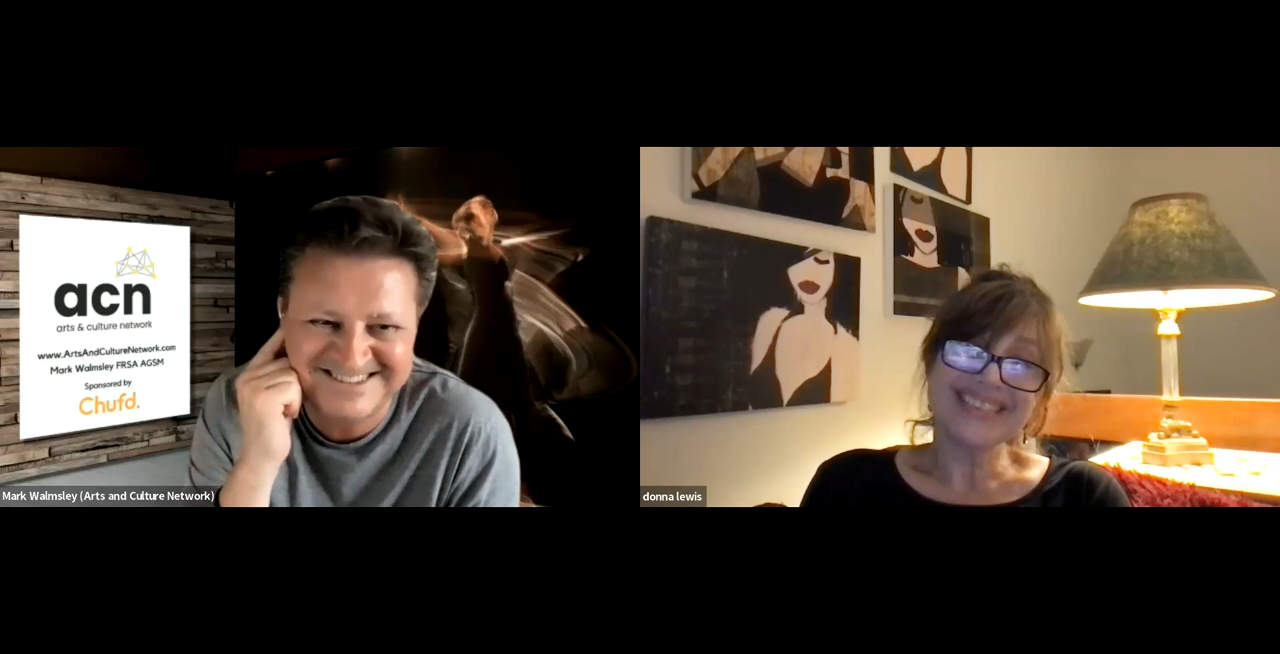 acn
arts & culture network
www.ArtsAndCultureNetwork.com
Mark Walmsley FRSA AGSM
Sponsored by
Chufd.
Mark Walmsley (Arts and Culture Network)
donna lewis